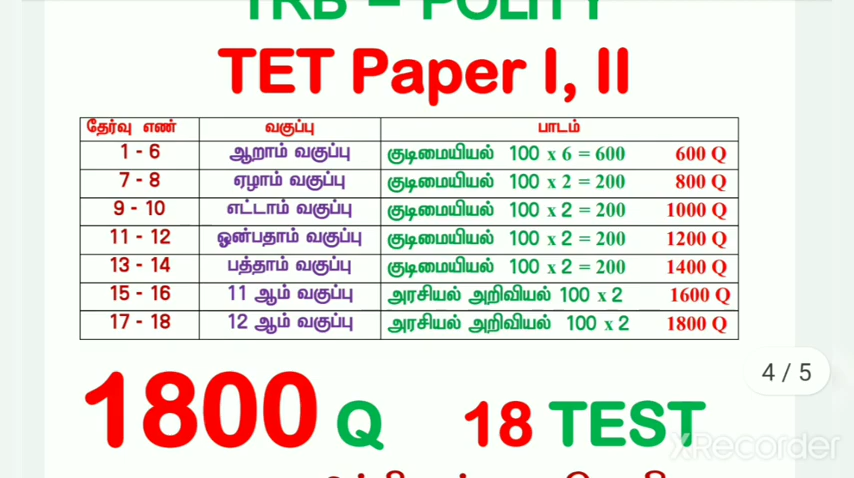 TRB - POLITY
TET Paper I, II
தேர்வு எண் வகுப்பு பாடம்
1 - 6 ஆறாம் வகுப்பு குடிமையியல் 100 x 6 = 600 600 Q
7 - 8 ஏழாம் வகுப்பு குடிமையியல் 100 x 2 = 200 800 Q
9 - 10 எட்டாம் வகுப்பு குடிமையியல் 100 x 2 = 200 1000 Q
11 - 12 ஒன்பதாம் வகுப்பு குடிமையியல் 100 x 2 = 200 1200 Q
13 - 14 பத்தாம் வகுப்பு குடிமையியல் 100 x 2 = 200 1400 Q
15 - 16 11 ஆம் வகுப்பு அரசியல் அறிவியல் 100 x 2 1600 Q
17 - 18 12 ஆம் வகுப்பு அரசியல் அறிவியல் 100 x 2 1800 Q
4 / 5
1800 Q 18 TEST
XRecorder